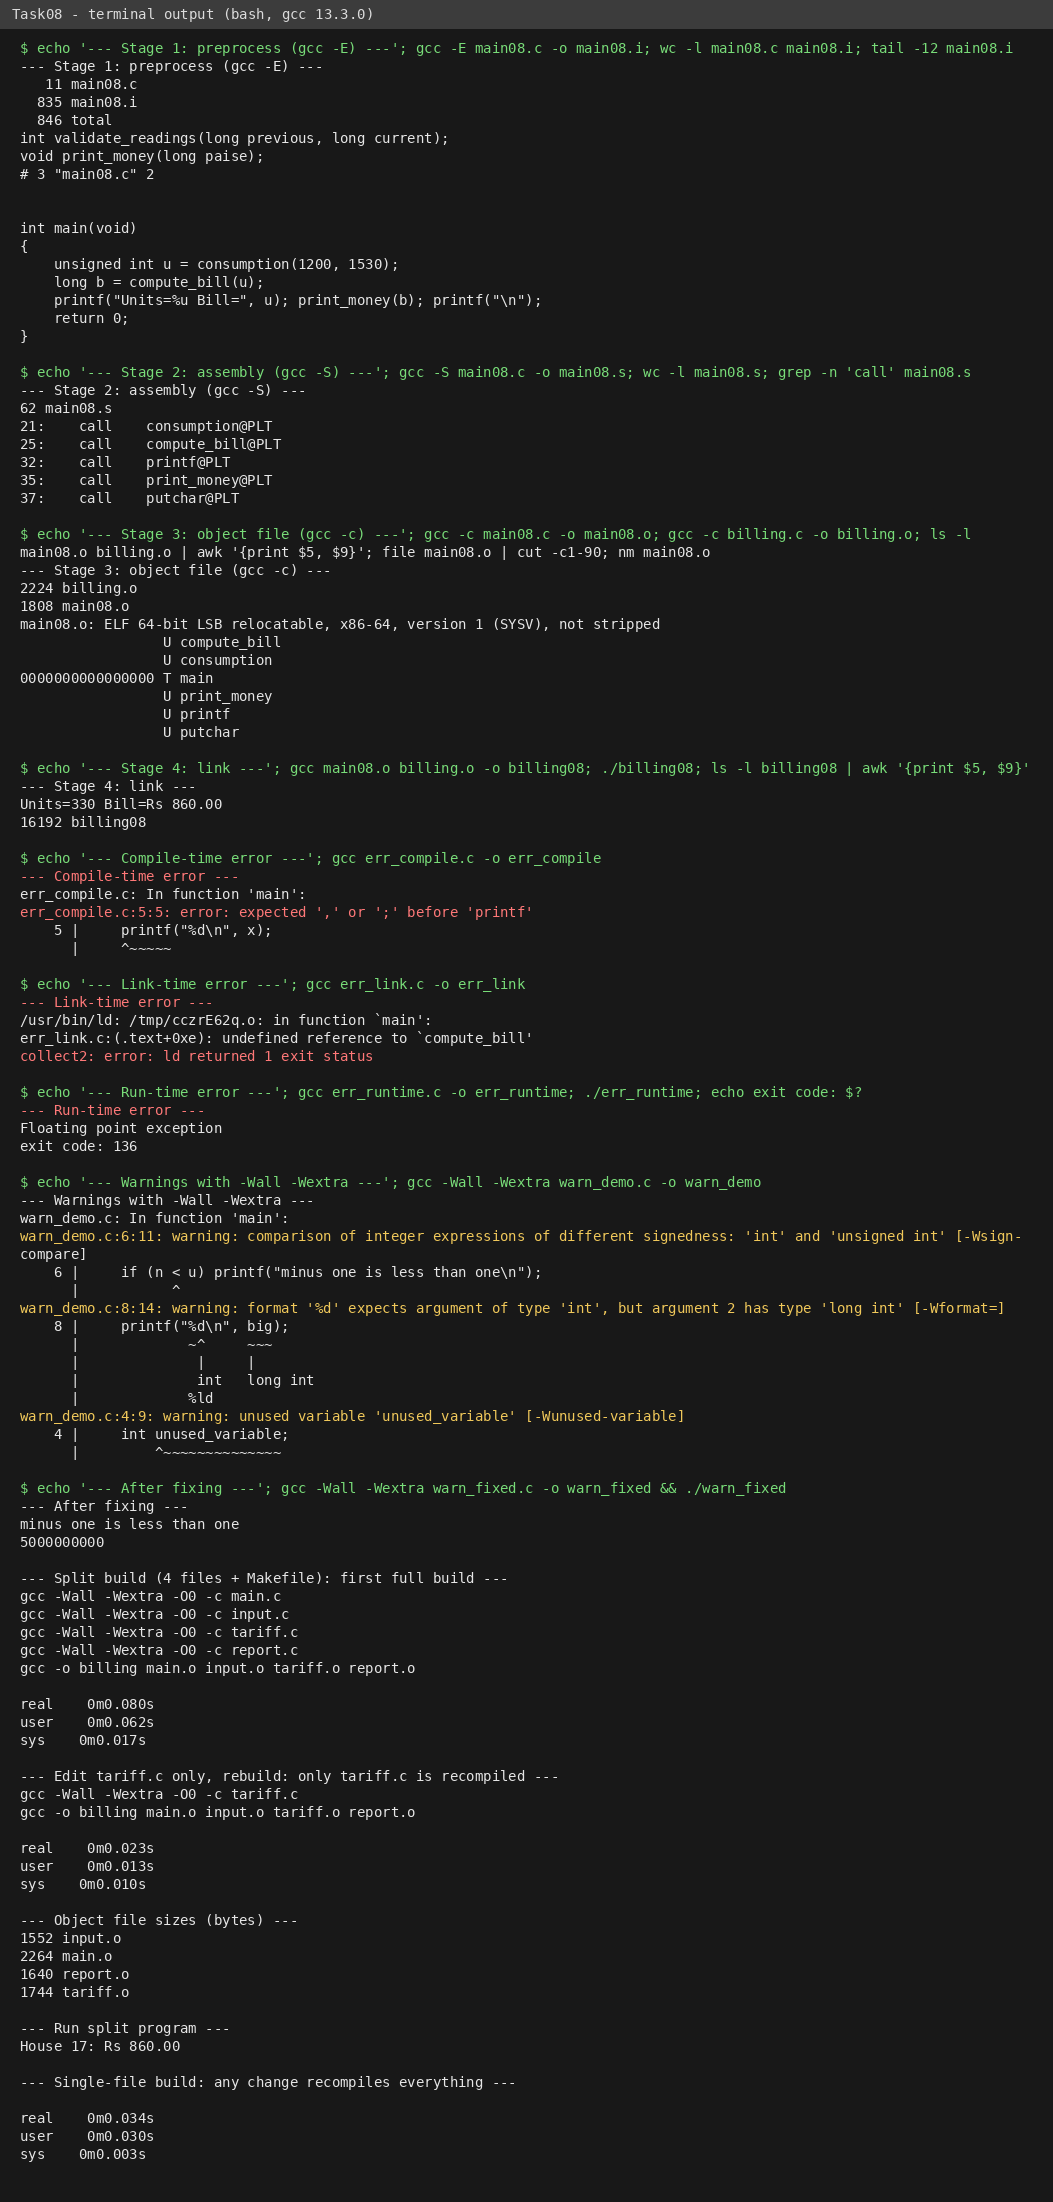 Task08 - terminal output (bash, gcc 13.3.0)
$ echo '--- Stage 1: preprocess (gcc -E) ---'; gcc -E main08.c -o main08.i; wc -l main08.c main08.i; tail -12 main08.i
--- Stage 1: preprocess (gcc -E) ---
   11 main08.c
  835 main08.i
  846 total
int validate_readings(long previous, long current);
void print_money(long paise);
# 3 "main08.c" 2
int main(void)
{
    unsigned int u = consumption(1200, 1530);
    long b = compute_bill(u);
    printf("Units=%u Bill=", u); print_money(b); printf("\n");
    return 0;
}
$ echo '--- Stage 2: assembly (gcc -S) ---'; gcc -S main08.c -o main08.s; wc -l main08.s; grep -n 'call' main08.s
--- Stage 2: assembly (gcc -S) ---
62 main08.s
21:    call    consumption@PLT
25:    call    compute_bill@PLT
32:    call    printf@PLT
35:    call    print_money@PLT
37:    call    putchar@PLT
$ echo '--- Stage 3: object file (gcc -c) ---'; gcc -c main08.c -o main08.o; gcc -c billing.c -o billing.o; ls -l
main08.o billing.o | awk '{print $5, $9}'; file main08.o | cut -c1-90; nm main08.o
--- Stage 3: object file (gcc -c) ---
2224 billing.o
1808 main08.o
main08.o: ELF 64-bit LSB relocatable, x86-64, version 1 (SYSV), not stripped
                 U compute_bill
                 U consumption
0000000000000000 T main
                 U print_money
                 U printf
                 U putchar
$ echo '--- Stage 4: link ---'; gcc main08.o billing.o -o billing08; ./billing08; ls -l billing08 | awk '{print $5, $9}'
--- Stage 4: link ---
Units=330 Bill=Rs 860.00
16192 billing08
$ echo '--- Compile-time error ---'; gcc err_compile.c -o err_compile
--- Compile-time error ---
err_compile.c: In function 'main':
err_compile.c:5:5: error: expected ',' or ';' before 'printf'
    5 |     printf("%d\n", x);
      |     ^~~~~~
$ echo '--- Link-time error ---'; gcc err_link.c -o err_link
--- Link-time error ---
/usr/bin/ld: /tmp/cczrE62q.o: in function `main':
err_link.c:(.text+0xe): undefined reference to `compute_bill'
collect2: error: ld returned 1 exit status
$ echo '--- Run-time error ---'; gcc err_runtime.c -o err_runtime; ./err_runtime; echo exit code: $?
--- Run-time error ---
Floating point exception
exit code: 136
$ echo '--- Warnings with -Wall -Wextra ---'; gcc -Wall -Wextra warn_demo.c -o warn_demo
--- Warnings with -Wall -Wextra ---
warn_demo.c: In function 'main':
warn_demo.c:6:11: warning: comparison of integer expressions of different signedness: 'int' and 'unsigned int' [-Wsign-
compare]
    6 |     if (n < u) printf("minus one is less than one\n");
      |           ^
warn_demo.c:8:14: warning: format '%d' expects argument of type 'int', but argument 2 has type 'long int' [-Wformat=]
    8 |     printf("%d\n", big);
      |             ~^     ~~~
      |              |     |
      |              int   long int
      |             %ld
warn_demo.c:4:9: warning: unused variable 'unused_variable' [-Wunused-variable]
    4 |     int unused_variable;
      |         ^~~~~~~~~~~~~~~
$ echo '--- After fixing ---'; gcc -Wall -Wextra warn_fixed.c -o warn_fixed && ./warn_fixed
--- After fixing ---
minus one is less than one
5000000000
--- Split build (4 files + Makefile): first full build ---
gcc -Wall -Wextra -O0 -c main.c
gcc -Wall -Wextra -O0 -c input.c
gcc -Wall -Wextra -O0 -c tariff.c
gcc -Wall -Wextra -O0 -c report.c
gcc -o billing main.o input.o tariff.o report.o
real    0m0.080s
user    0m0.062s
sys    0m0.017s
--- Edit tariff.c only, rebuild: only tariff.c is recompiled ---
gcc -Wall -Wextra -O0 -c tariff.c
gcc -o billing main.o input.o tariff.o report.o
real    0m0.023s
user    0m0.013s
sys    0m0.010s
--- Object file sizes (bytes) ---
1552 input.o
2264 main.o
1640 report.o
1744 tariff.o
--- Run split program ---
House 17: Rs 860.00
--- Single-file build: any change recompiles everything ---
real    0m0.034s
user    0m0.030s
sys    0m0.003s